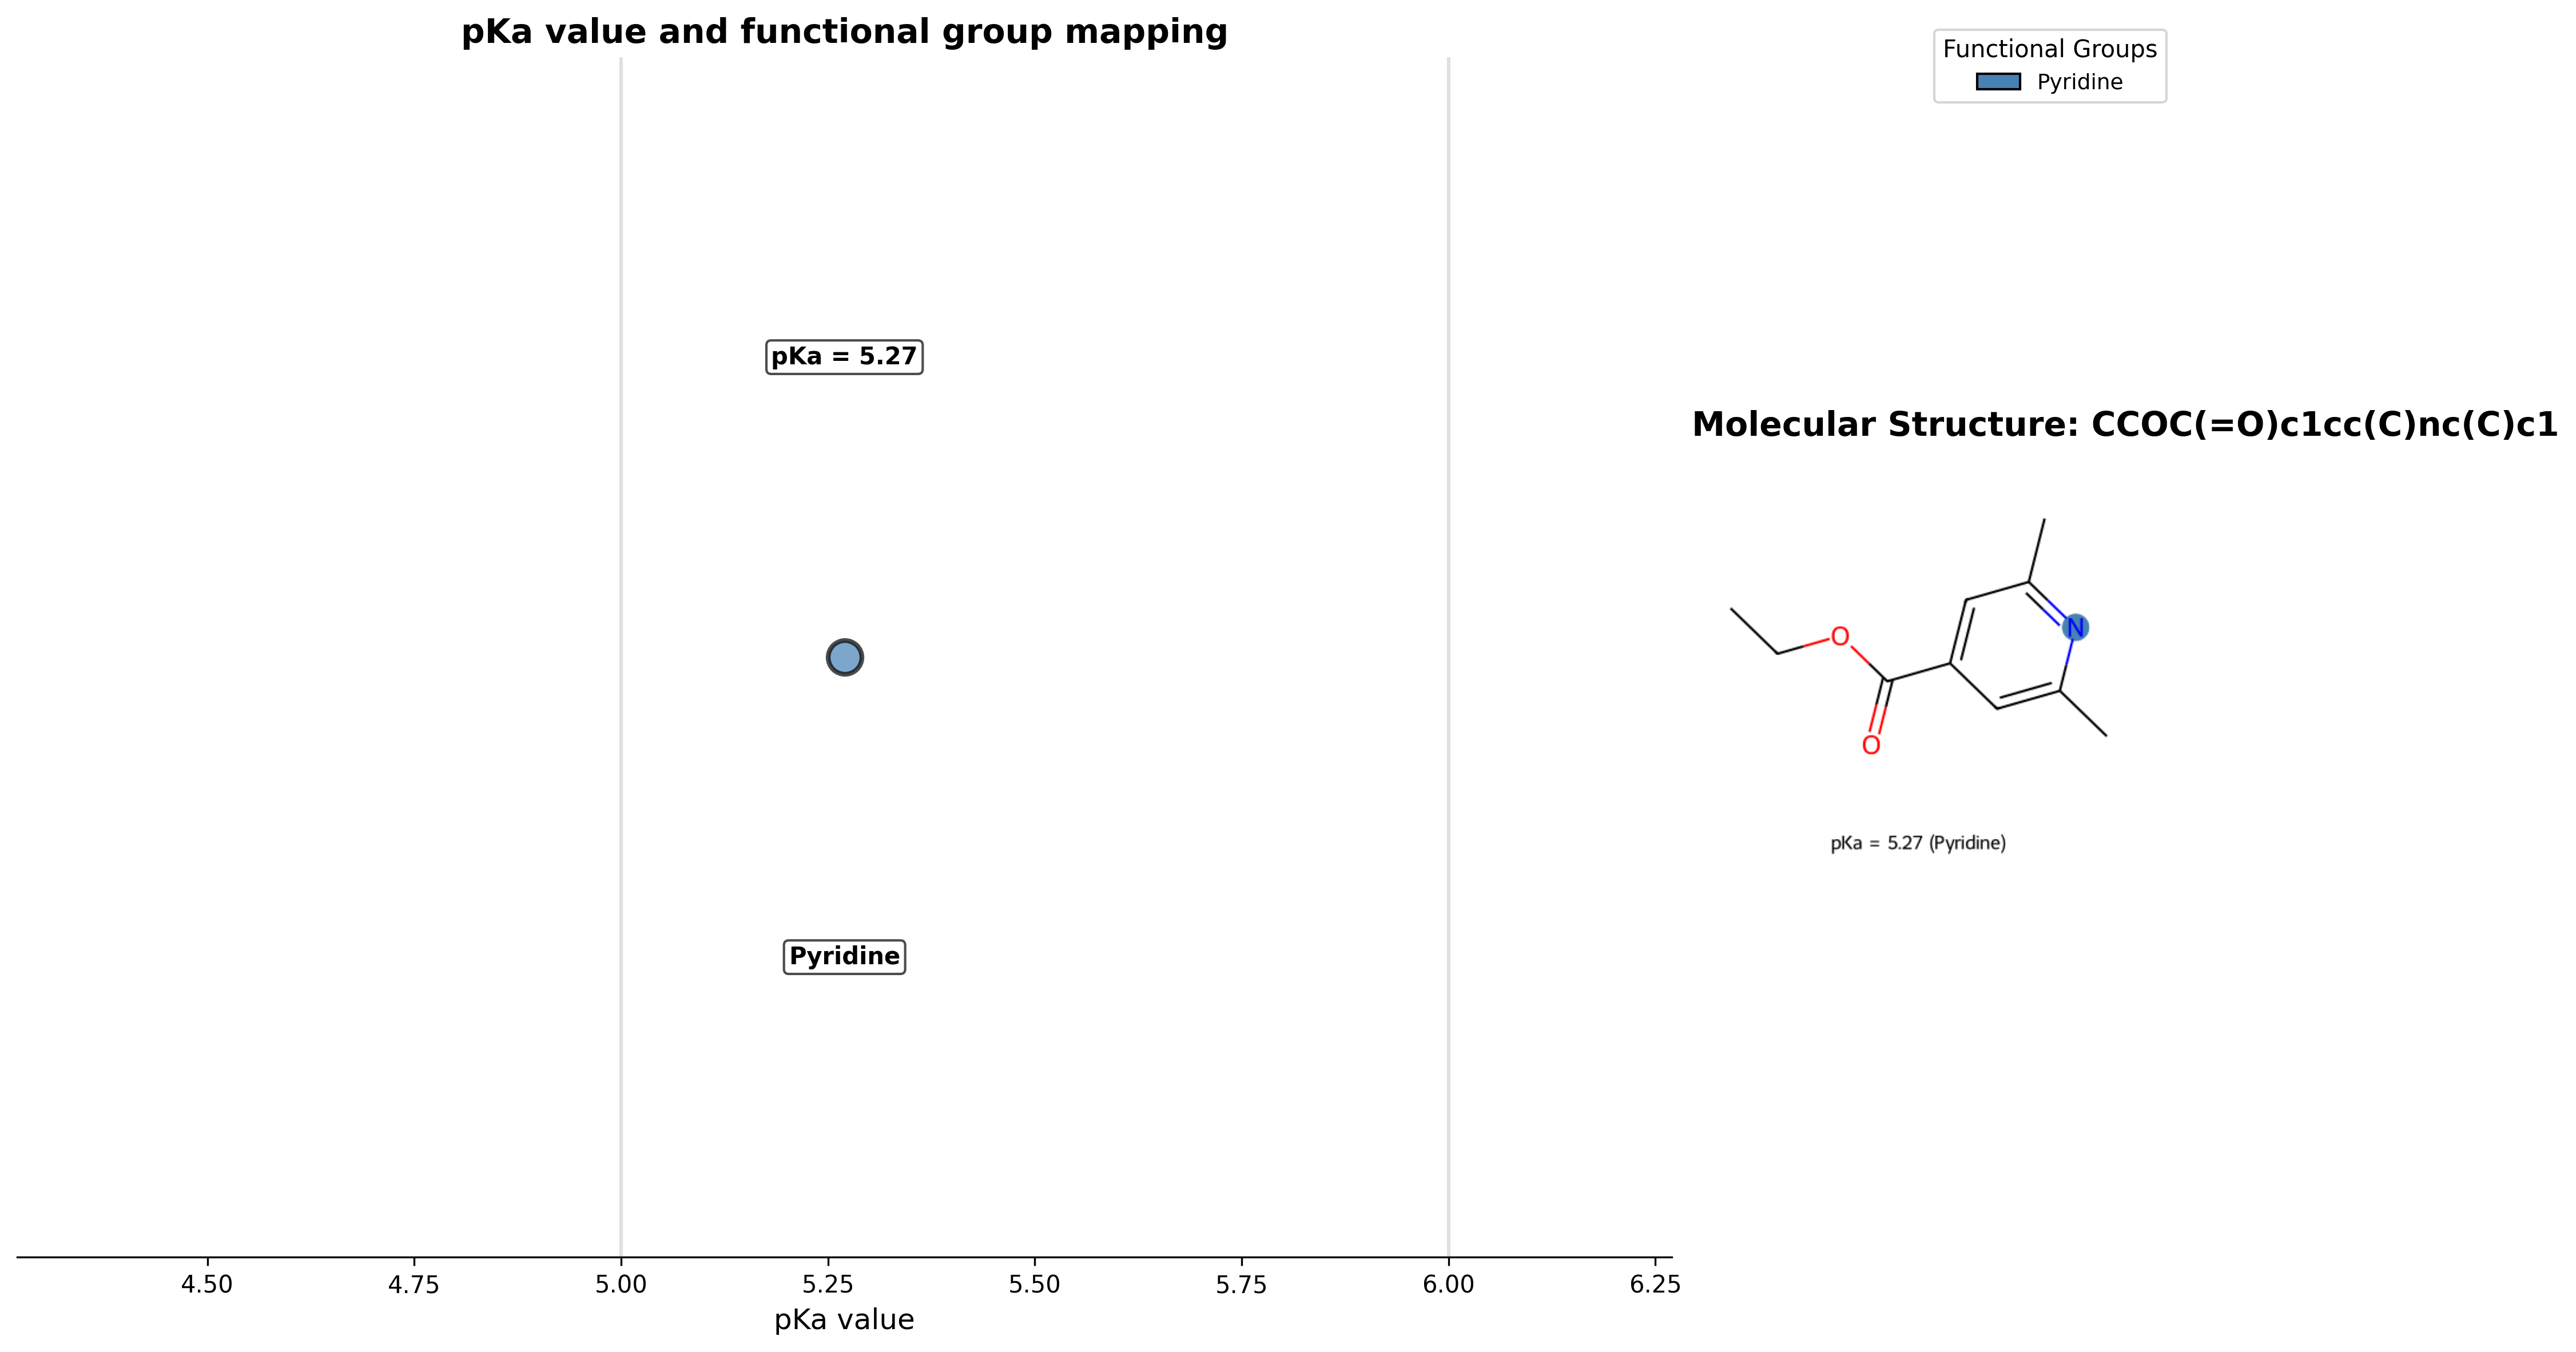 pKa value and functional group mapping
pKa = 5.27
Pyridine
4.50 4.75 5.00 5.25 5.50 5.75 6.00 6.25
pKa value
Functional Groups
Pyridine
Molecular Structure: CCOC(=O)c1cc(C)nc(C)c1
N
O
O
pKa = 5.27 (Pyridine)